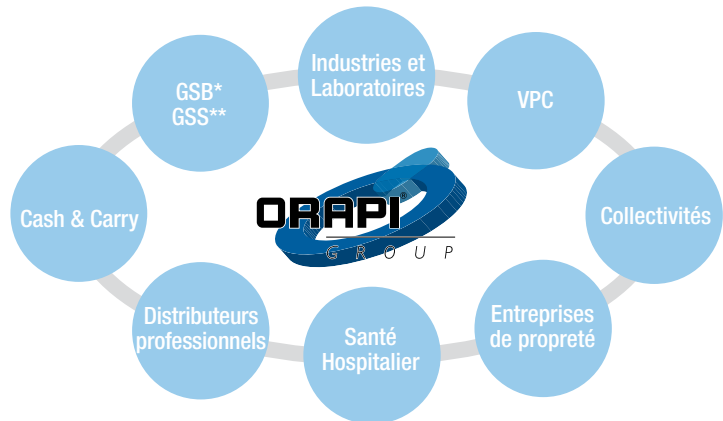 Industries et
Laboratoires
GSB*
GSS**
VPC
Cash & Carry
ORAPI®
GROUP
Collectivités
Distributeurs
professionnels
Santé
Hospitalier
Entreprises
de propreté